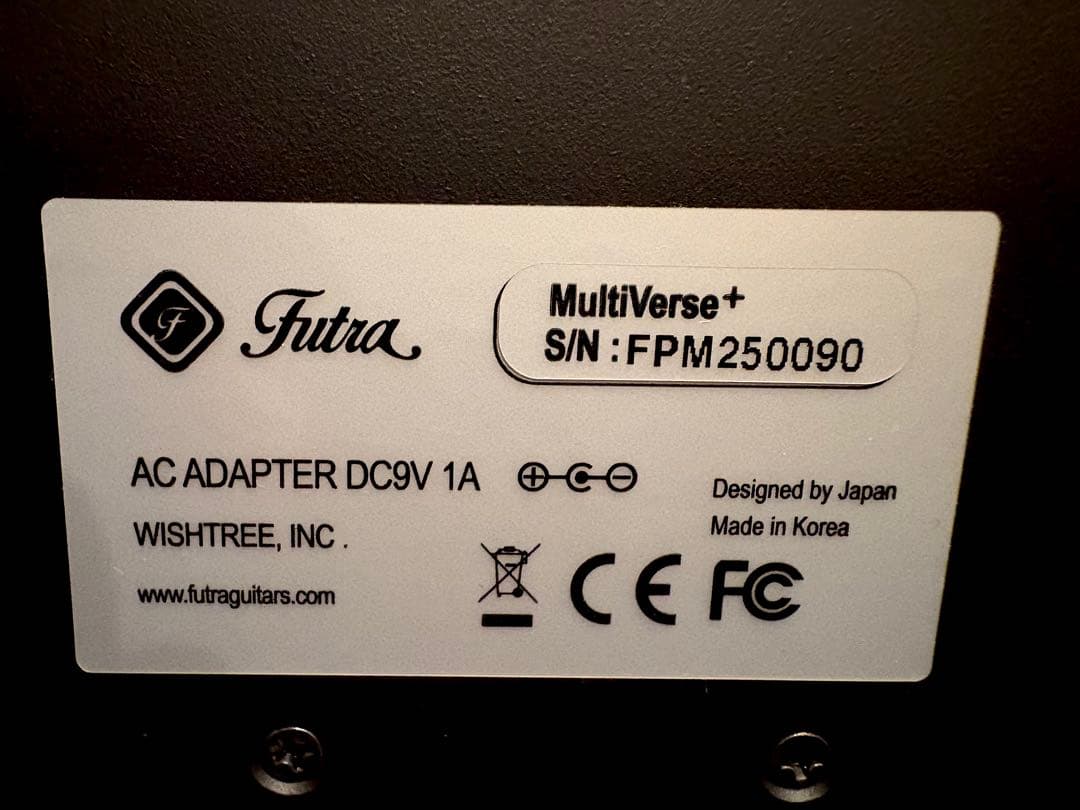 F
Futra
MultiVerse+
S/N : FPM250090
AC ADAPTER DC9V 1A
WISHTREE, INC .
www.futraguitars.com
Designed by Japan
Made in Korea
CE FC